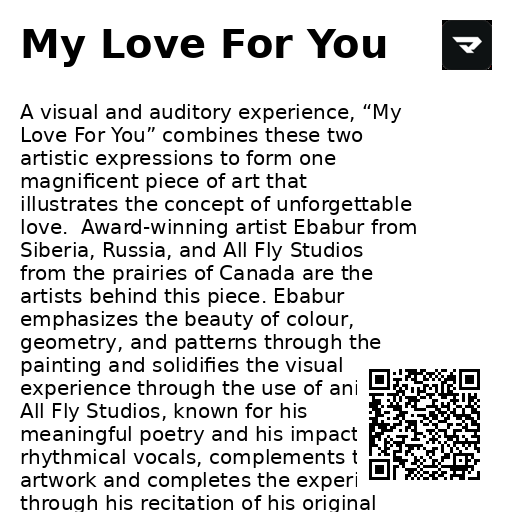 My Love For You
A visual and auditory experience, “My
Love For You” combines these two
artistic expressions to form one
magnificent piece of art that
illustrates the concept of unforgettable
love.  Award-winning artist Ebabur from
Siberia, Russia, and All Fly Studios
from the prairies of Canada are the
artists behind this piece. Ebabur
emphasizes the beauty of colour,
geometry, and patterns through the
painting and solidifies the visual
experience through the use of ani
All Fly Studios, known for his
meaningful poetry and his impact
rhythmical vocals, complements t
artwork and completes the experi
through his recitation of his original